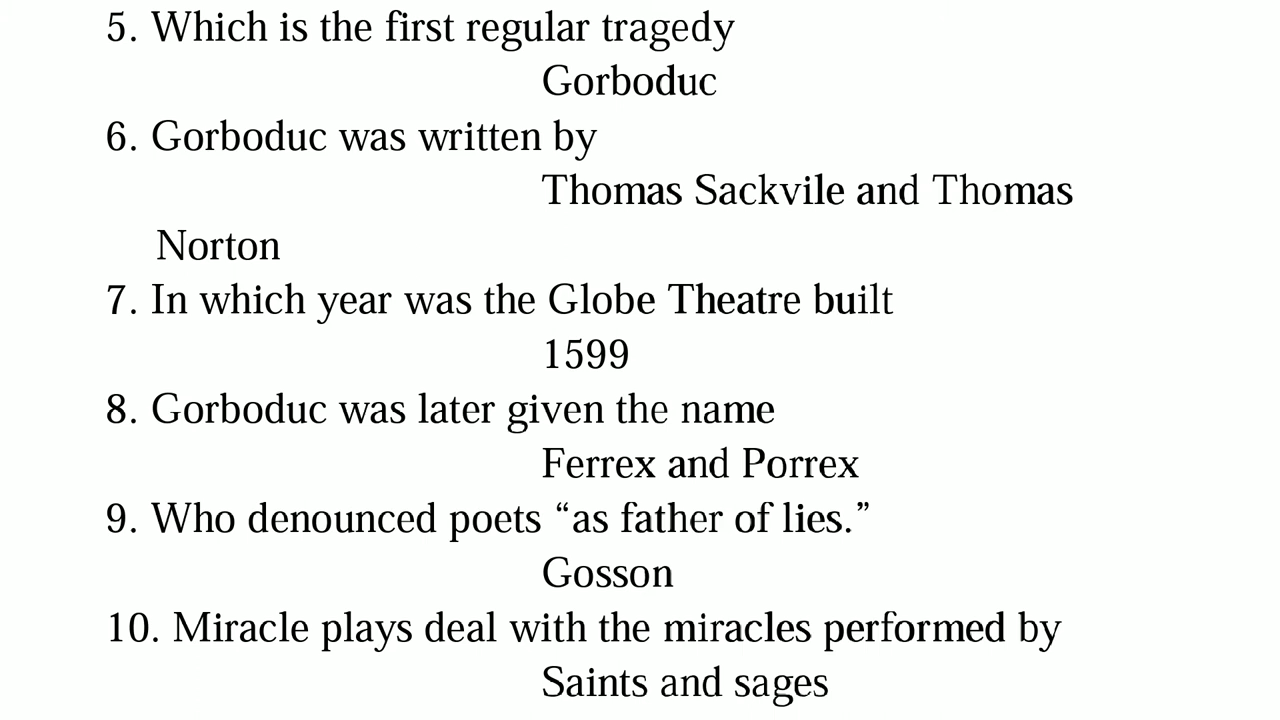 5. Which is the first regular tragedy
Gorboduc
6. Gorboduc was written by
Thomas Sackvile and Thomas
Norton
7. In which year was the Globe Theatre built
1599
8. Gorboduc was later given the name
Ferrex and Porrex
9. Who denounced poets “as father of lies.”
Gosson
10. Miracle plays deal with the miracles performed by
Saints and sages